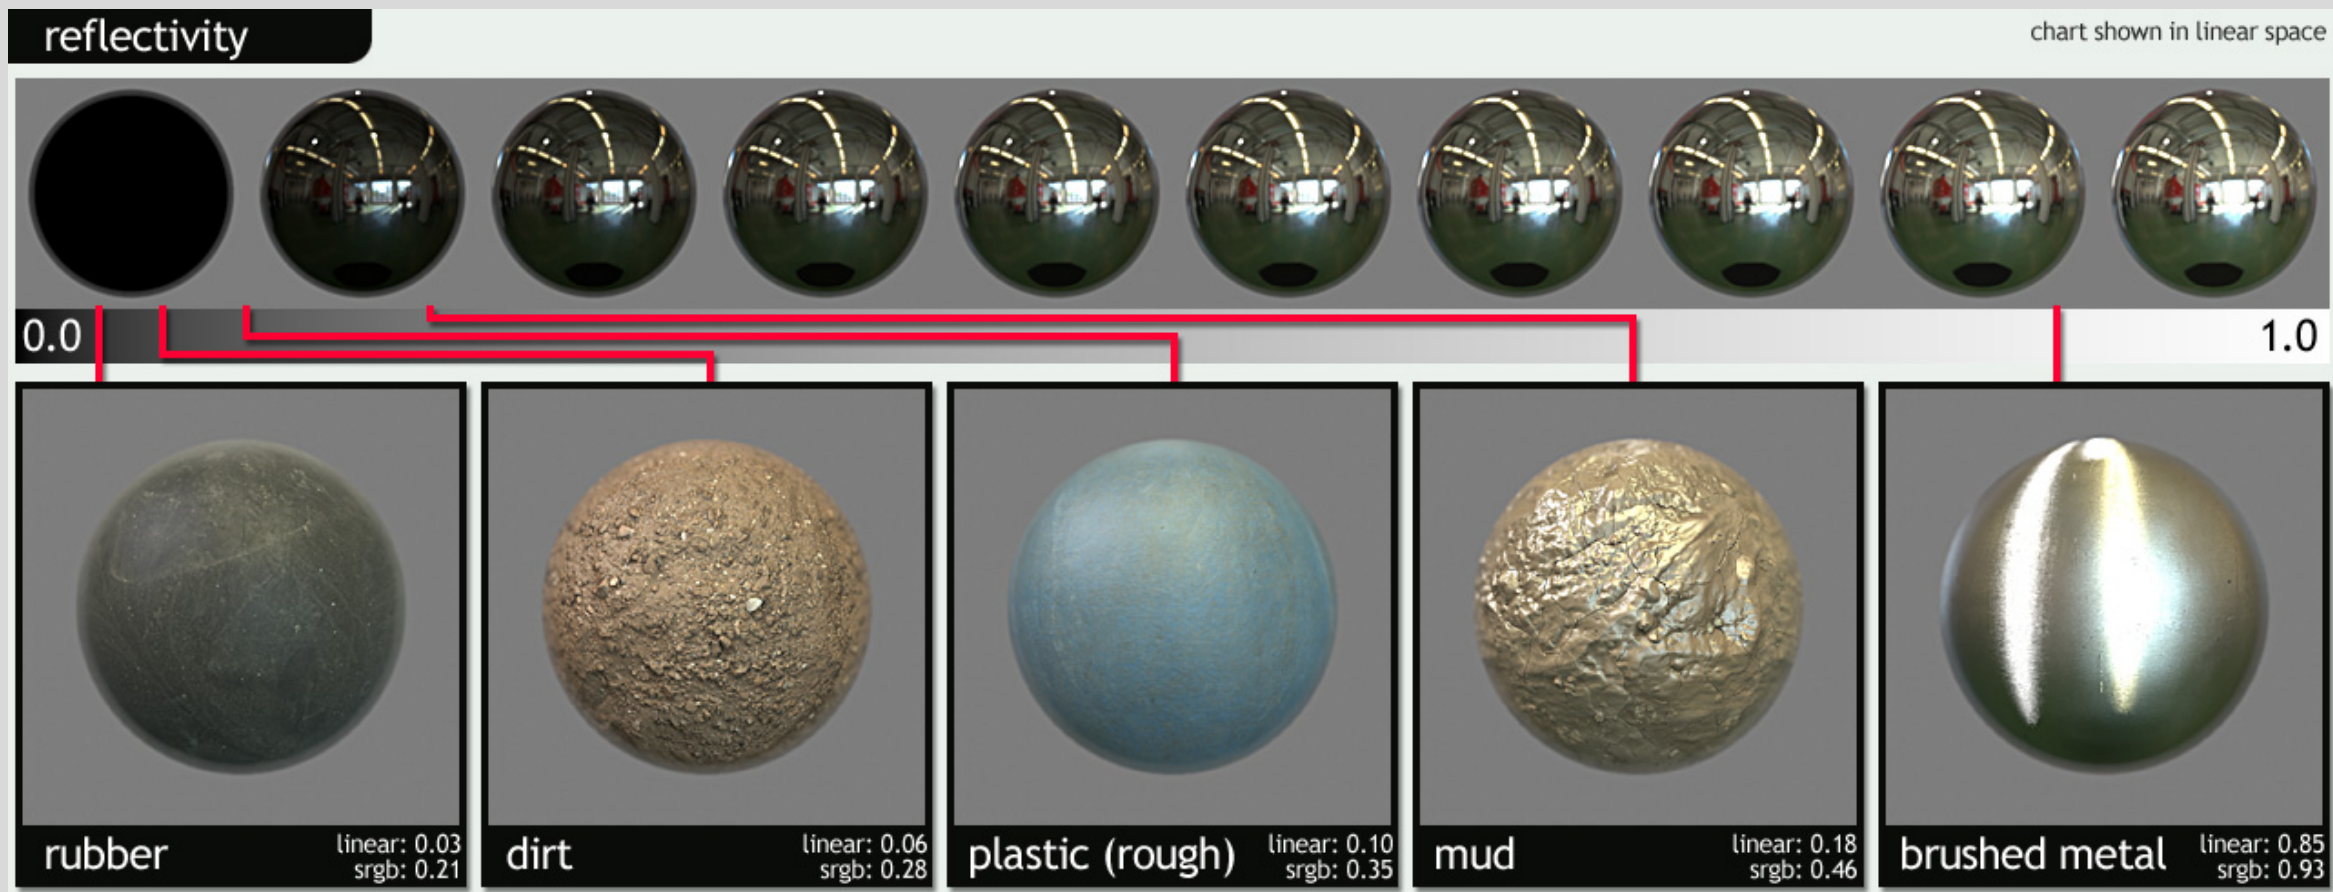 reflectivity
chart shown in linear space
0.0
1.0
rubber
linear: 0.03
srgb: 0.21
dirt
linear: 0.06
srgb: 0.28
plastic (rough)
linear: 0.10
srgb: 0.35
mud
linear: 0.18
srgb: 0.46
brushed metal
linear: 0.85
srgb: 0.93